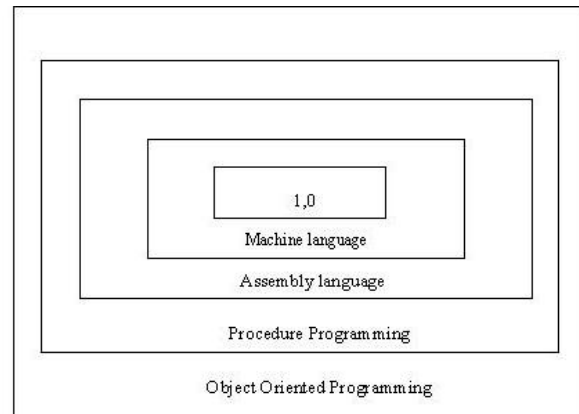 1,0
Machine language
Assembly language
Procedure Programming
Object Oriented Programming